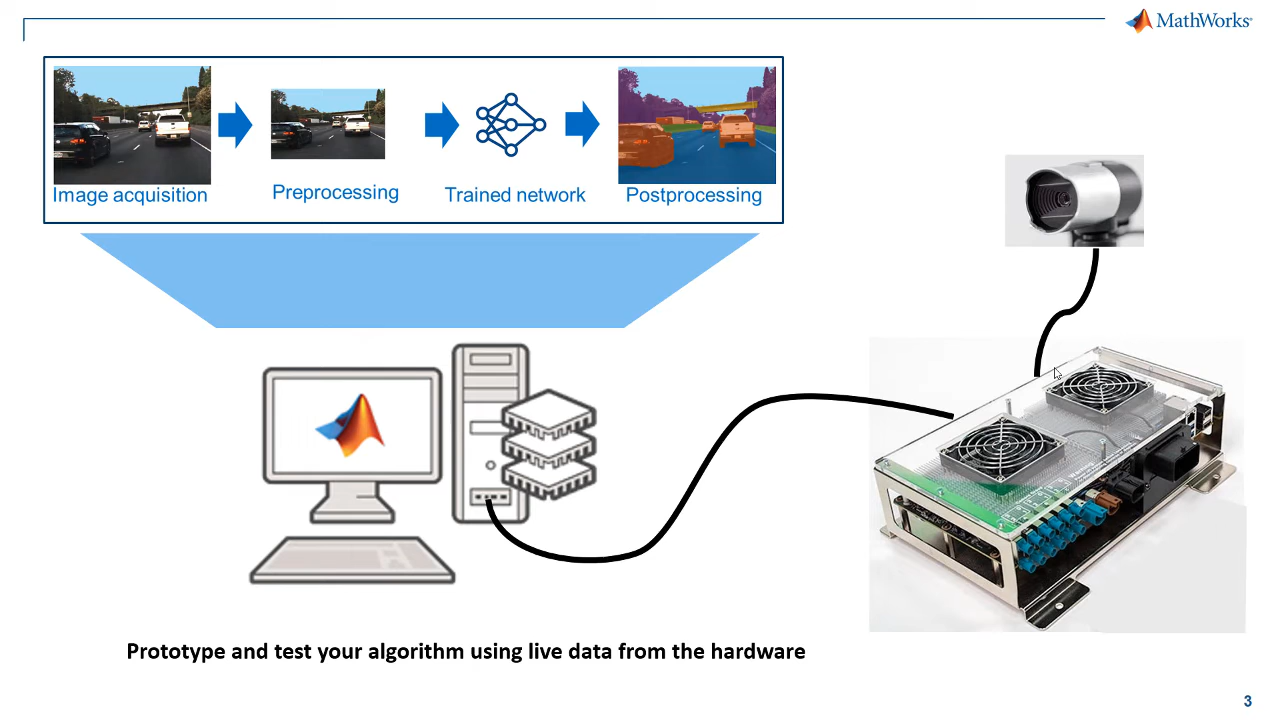 MathWorks®
Image acquisition
Preprocessing
Trained network
Postprocessing
Prototype and test your algorithm using live data from the hardware
3